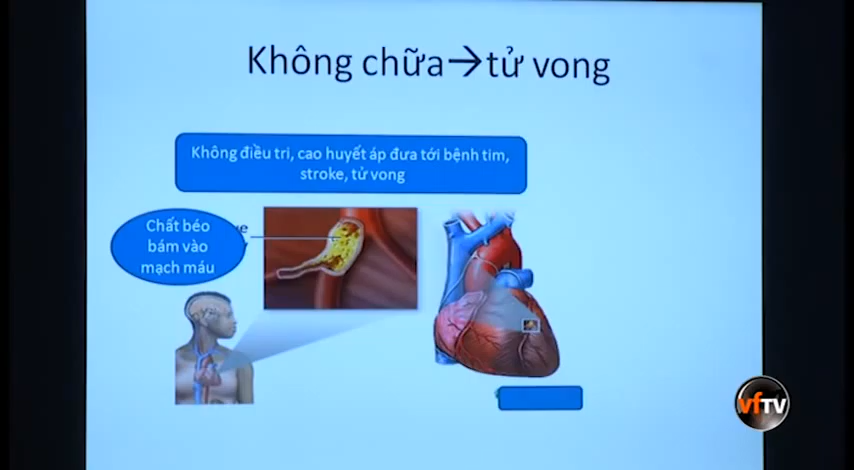 Không chữa→tử vong
Không điều tri, cao huyết áp đưa tới bệnh tim,
stroke, tử vong
Chất béo
bám vào
mạch máu
vfTV